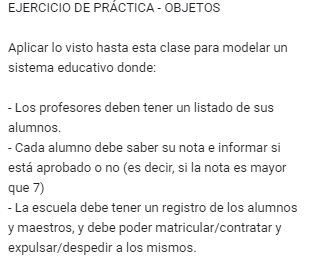 EJERCICIO DE PRÁCTICA - OBJETOS
Aplicar lo visto hasta esta clase para modelar un
sistema educativo donde:
- Los profesores deben tener un listado de sus
alumnos.
- Cada alumno debe saber su nota e informar si
está aprobado o no (es decir, si la nota es mayor
que 7)
- La escuela debe tener un registro de los alumnos
y maestros, y debe poder matricular/contratar y
expulsar/despedir a los mismos.